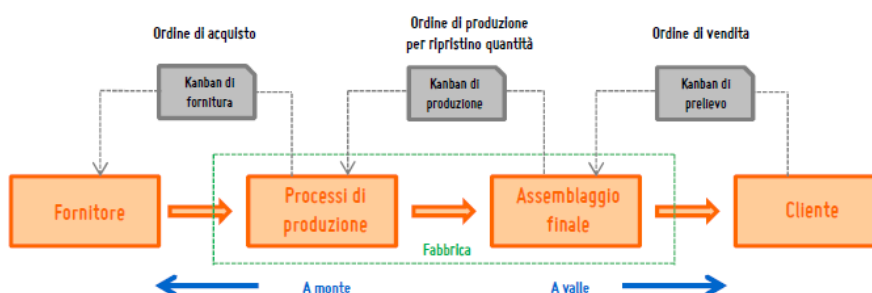 Ordine di acquisto
Ordine di produzione
per ripristino quantità
Ordine di vendita
Kanban di
fornitura
Kanban di
produzione
Kanban di
prelievo
Fornitore
Processi di
produzione
Assemblaggio
finale
Cliente
Fabbrica
A monte
A valle